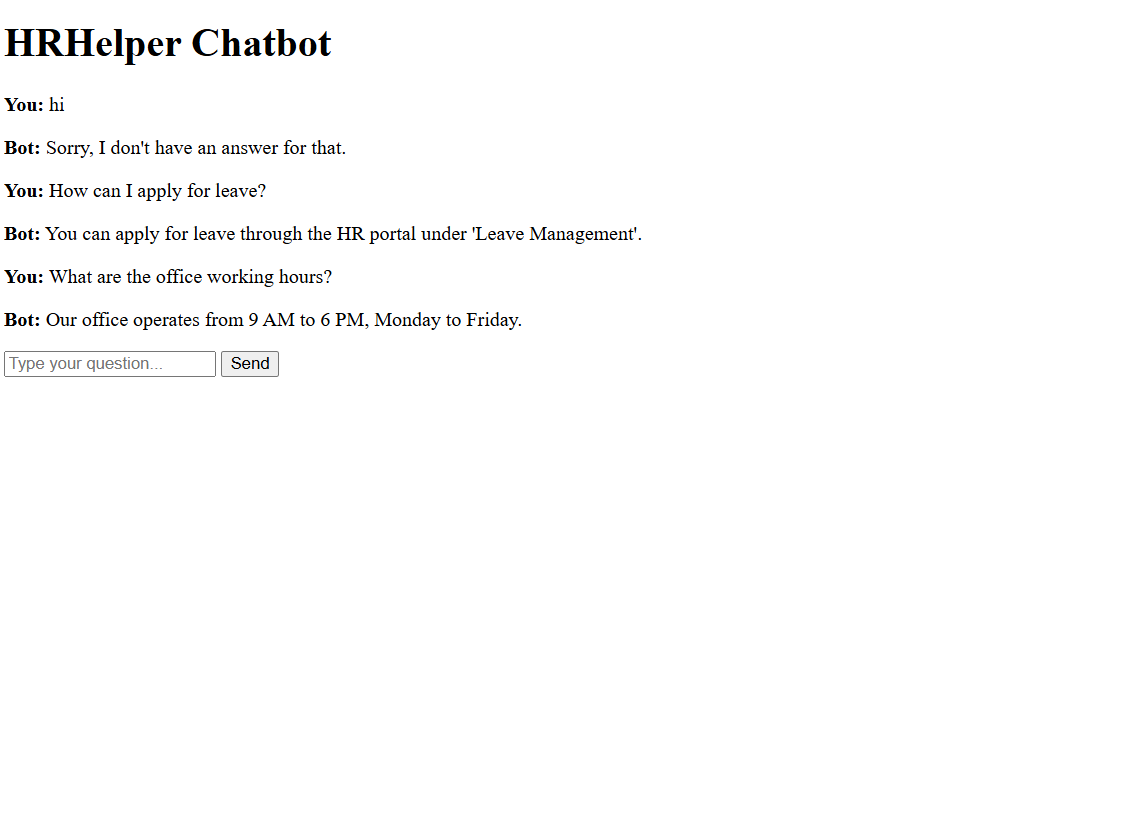 HRHelper Chatbot
You: hi
Bot: Sorry, I don't have an answer for that.
You: How can I apply for leave?
Bot: You can apply for leave through the HR portal under 'Leave Management'.
You: What are the office working hours?
Bot: Our office operates from 9 AM to 6 PM, Monday to Friday.
Type your question... Send